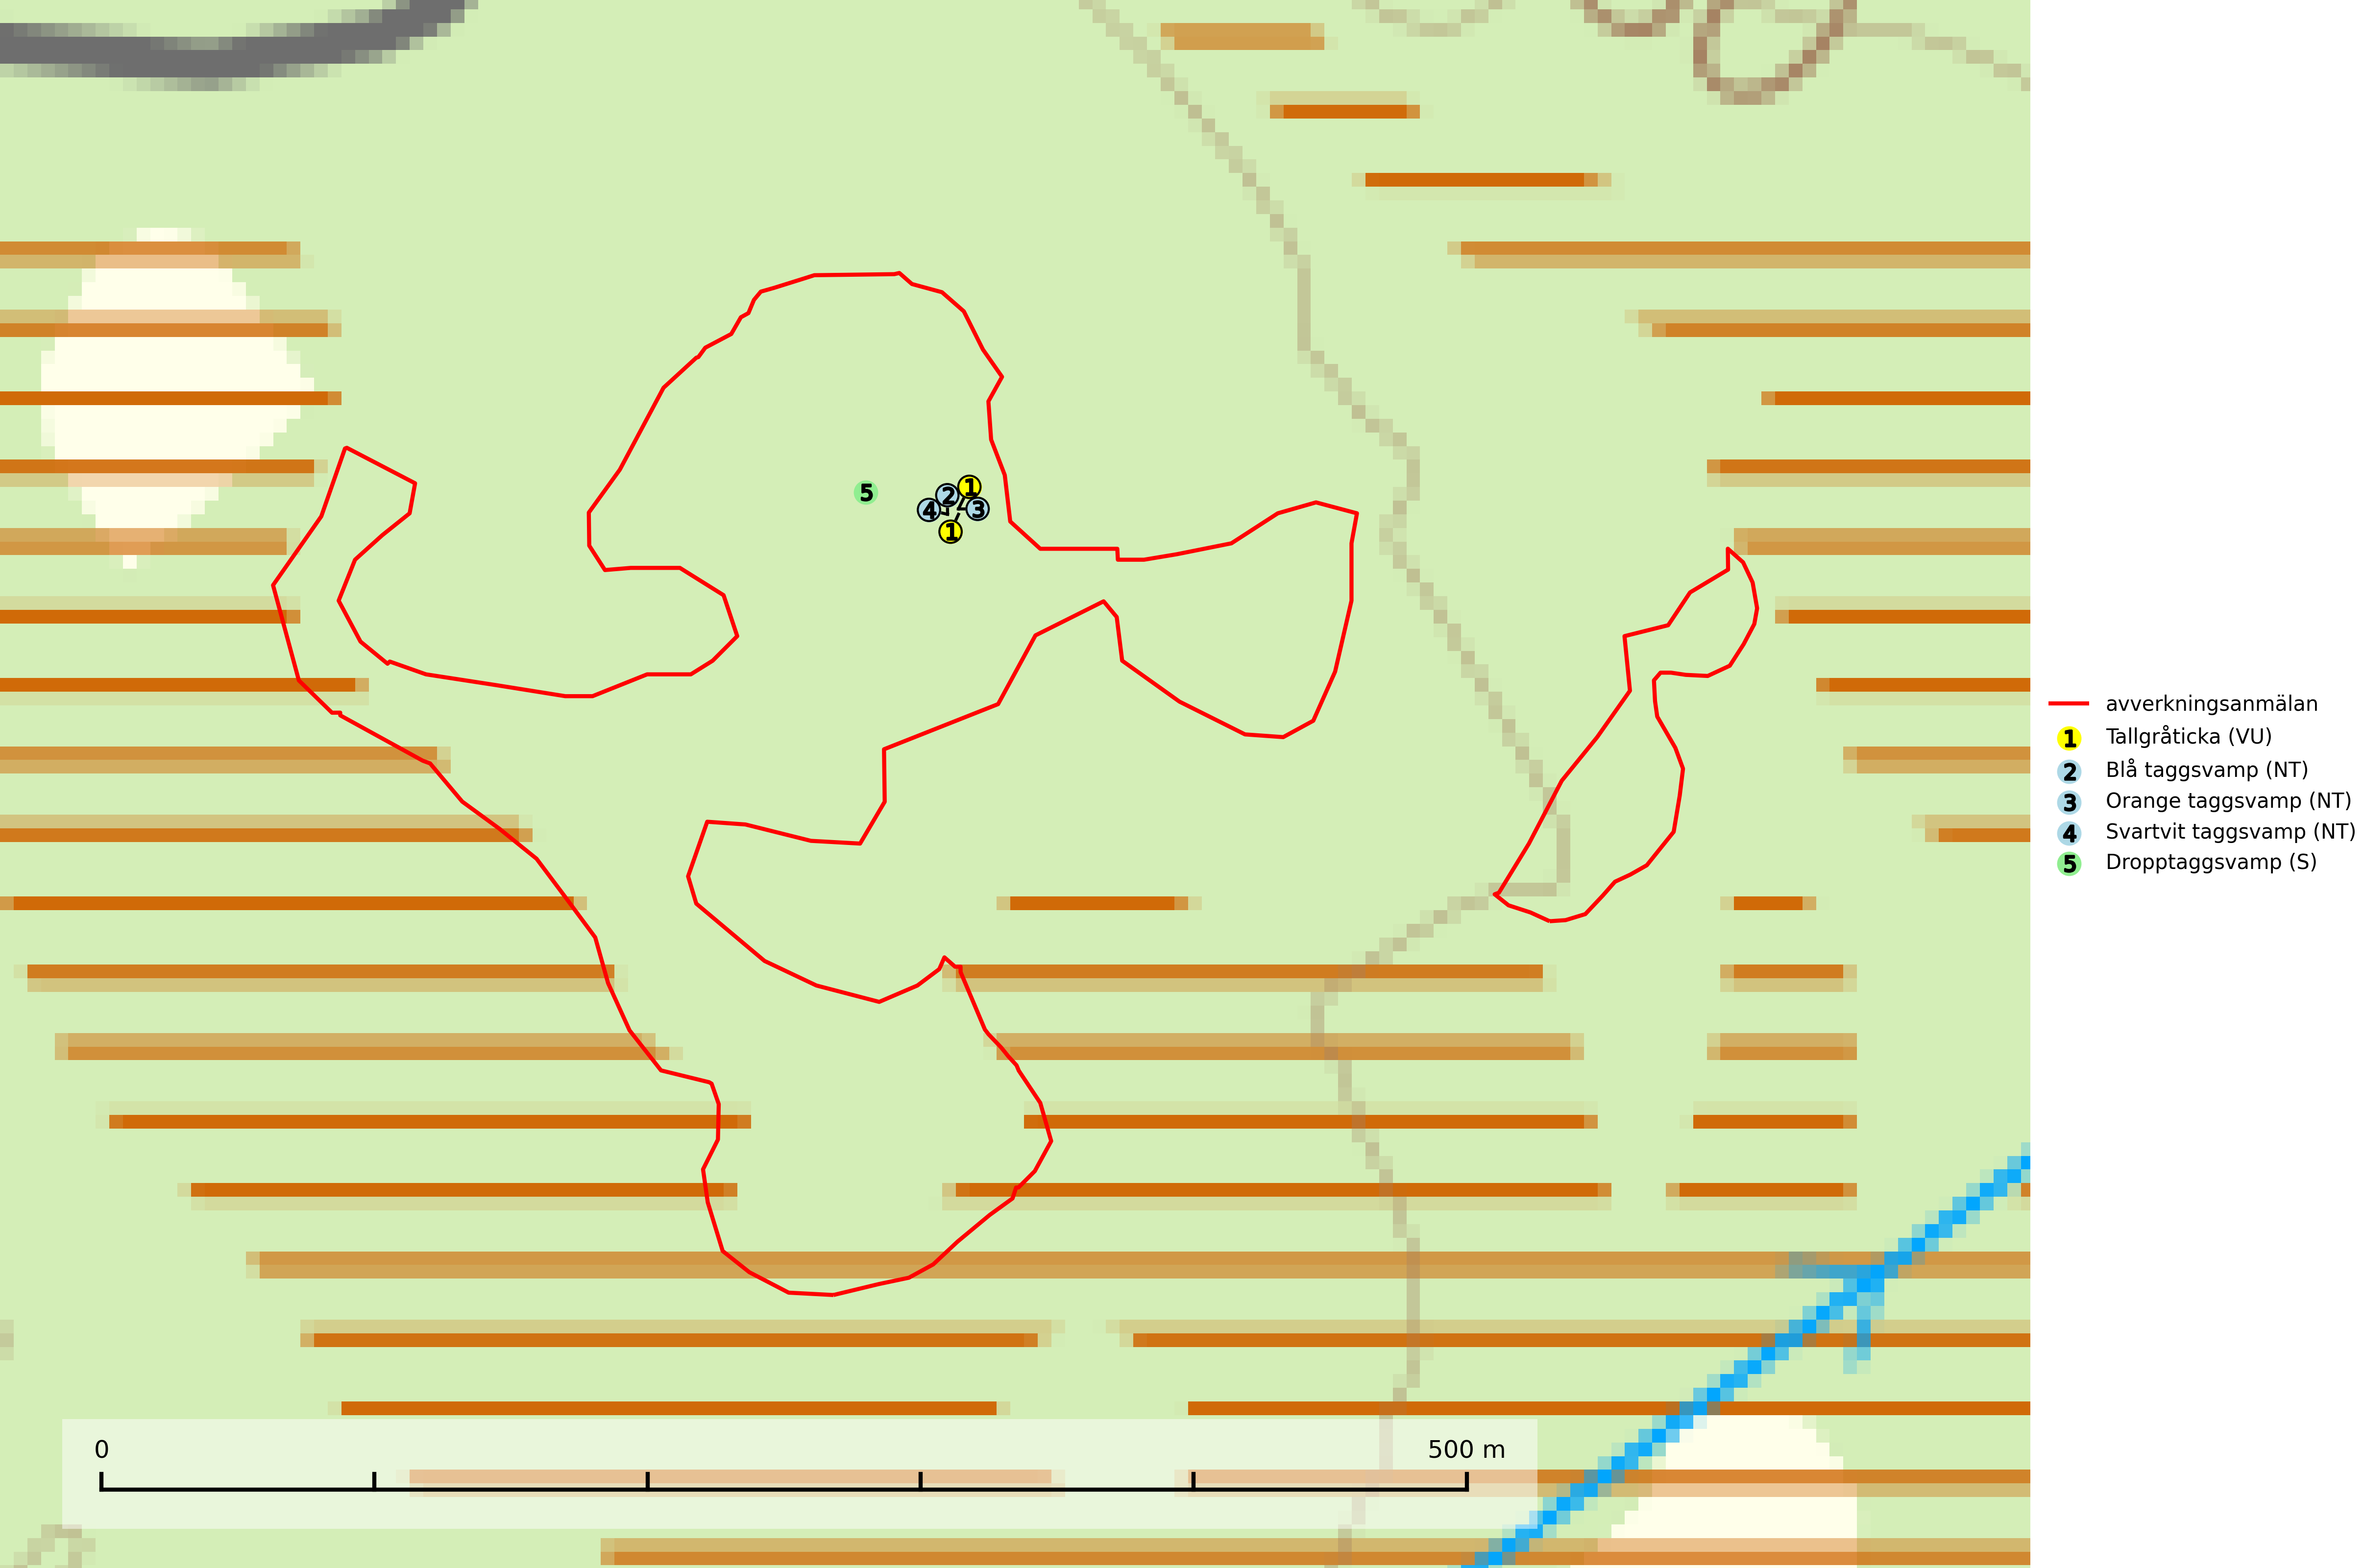 5
2
1
4
3
1
avverkningsanmälan
1 Tallgråticka (VU)
2 Blå taggsvamp (NT)
3 Orange taggsvamp (NT)
4 Svartvit taggsvamp (NT)
5 Dropptaggsvamp (S)
0 500 m